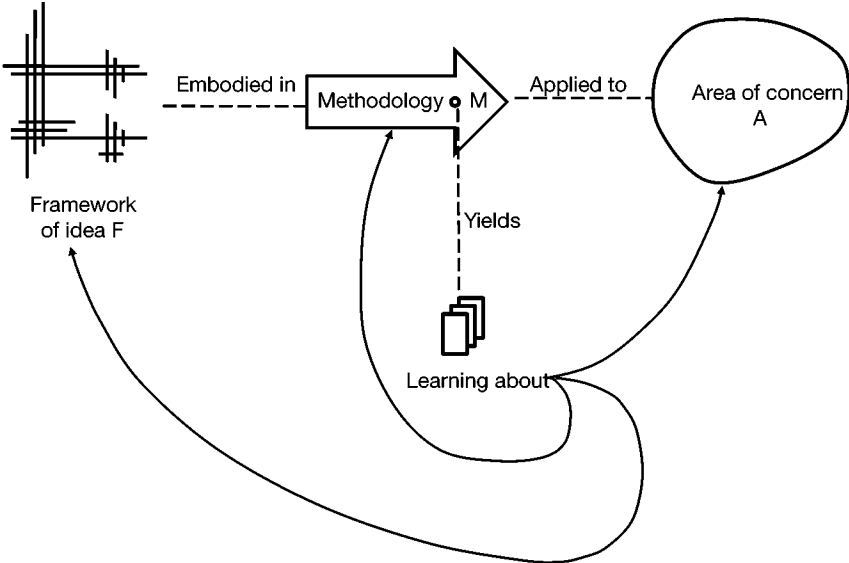 Embodied in
Methodology M
Applied to
Area of concern
A
Framework
of idea F
Yields
Learning about